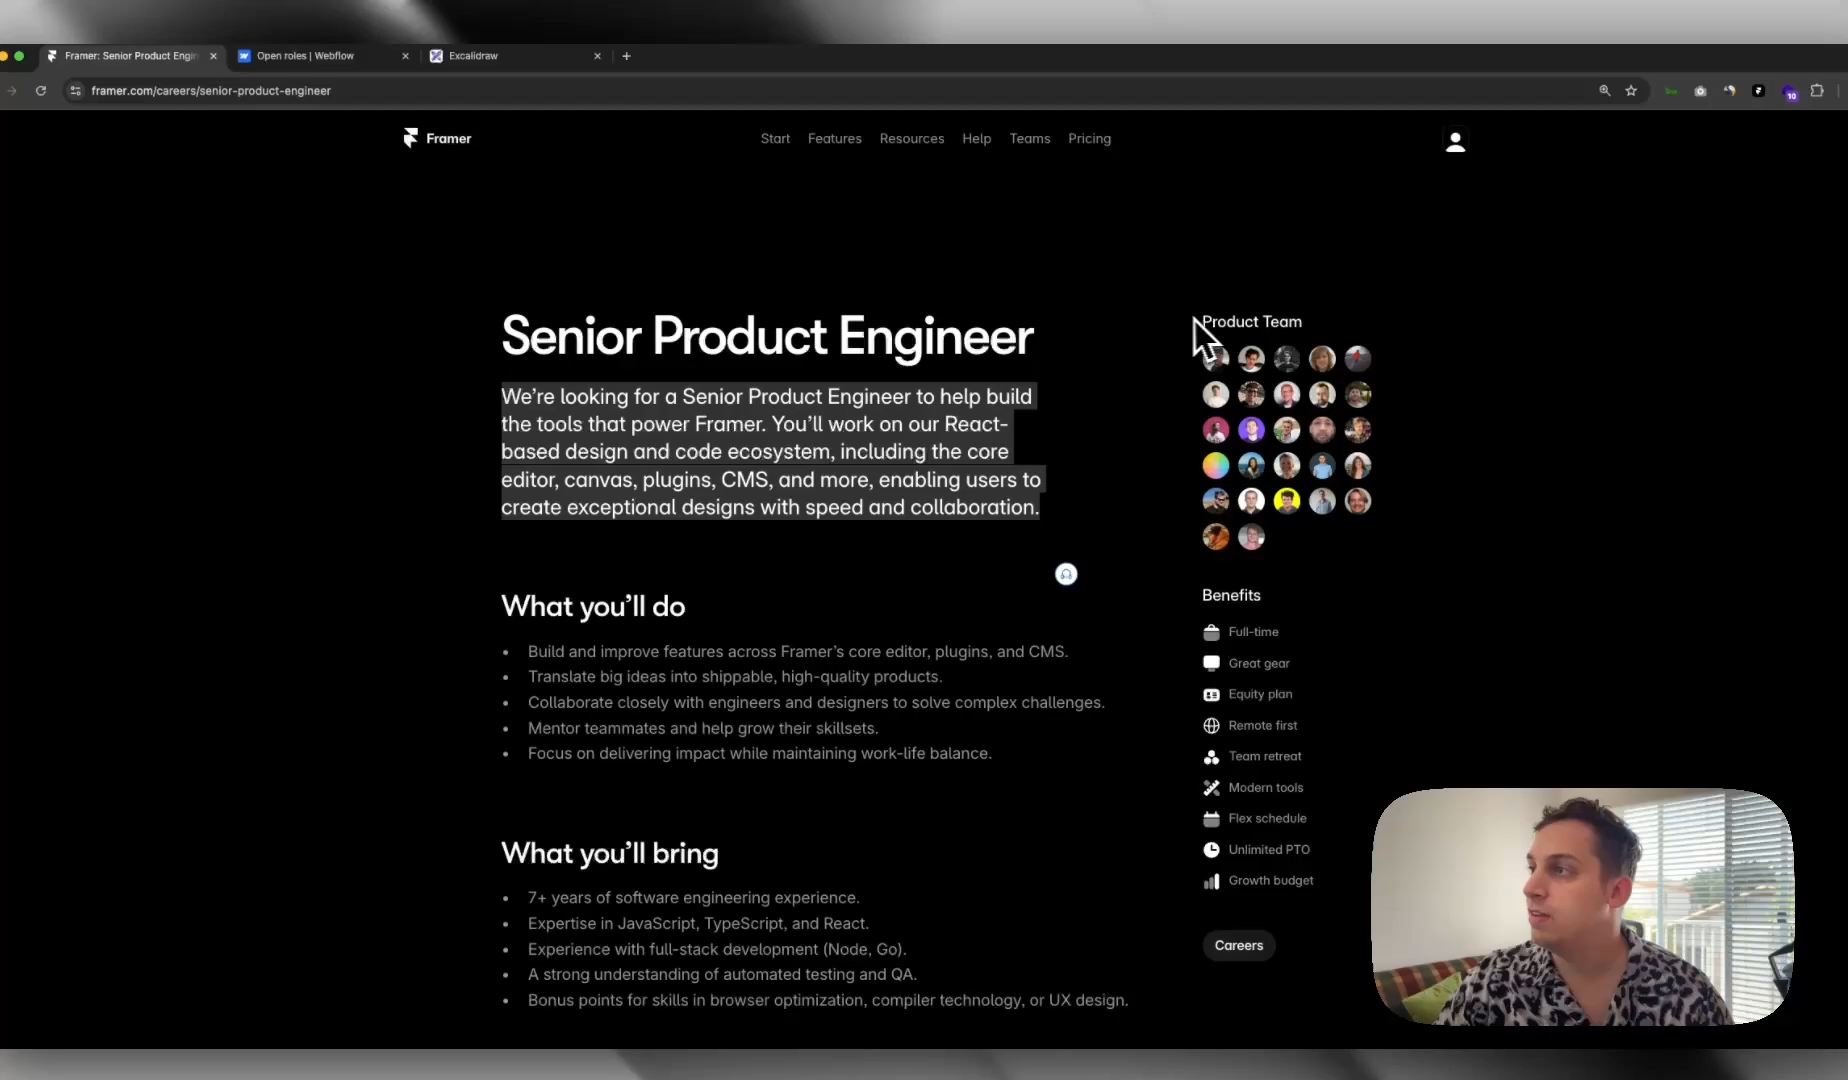 Framer: Senior Product Engin
Open roles | Webflow
Excalidraw
framer.com/careers/senior-product-engineer
10
Framer
Start
Features
Resources
Help
Teams
Pricing
Senior Product Engineer
We’re looking for a Senior Product Engineer to help build
the tools that power Framer. You’ll work on our React-
based design and code ecosystem, including the core
editor, canvas, plugins, CMS, and more, enabling users to
create exceptional designs with speed and collaboration.
What you’ll do
• Build and improve features across Framer’s core editor, plugins, and CMS.
• Translate big ideas into shippable, high-quality products.
• Collaborate closely with engineers and designers to solve complex challenges.
• Mentor teammates and help grow their skillsets.
• Focus on delivering impact while maintaining work-life balance.
What you’ll bring
• 7+ years of software engineering experience.
• Expertise in JavaScript, TypeScript, and React.
• Experience with full-stack development (Node, Go).
• A strong understanding of automated testing and QA.
• Bonus points for skills in browser optimization, compiler technology, or UX design.
Product Team
Benefits
Full-time
Great gear
Equity plan
Remote first
Team retreat
Modern tools
Flex schedule
Unlimited PTO
Growth budget
Careers